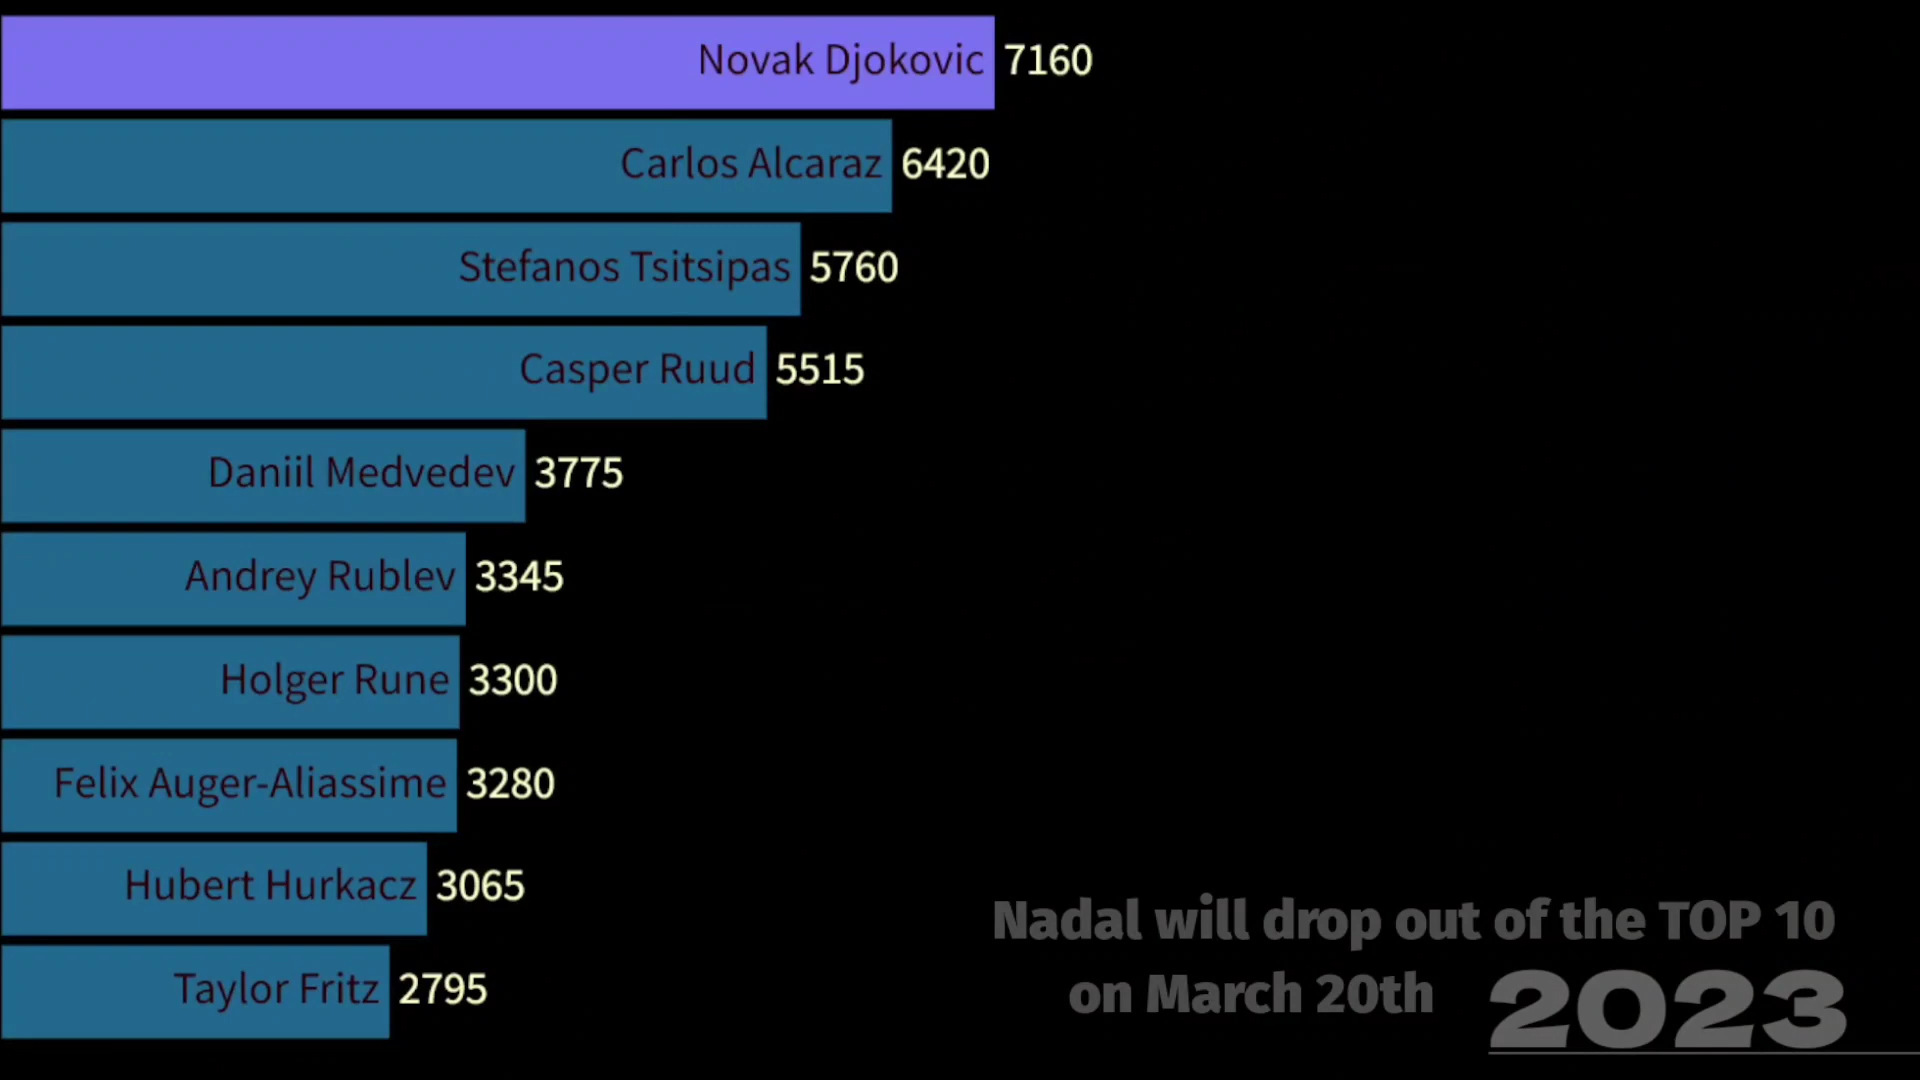 Novak Djokovic 7160
Carlos Alcaraz 6420
Stefanos Tsitsipas 5760
Casper Ruud 5515
Daniil Medvedev 3775
Andrey Rublev 3345
Holger Rune 3300
Felix Auger-Aliassime 3280
Hubert Hurkacz 3065
Taylor Fritz 2795
Nadal will drop out of the TOP 10
on March 20th
2023